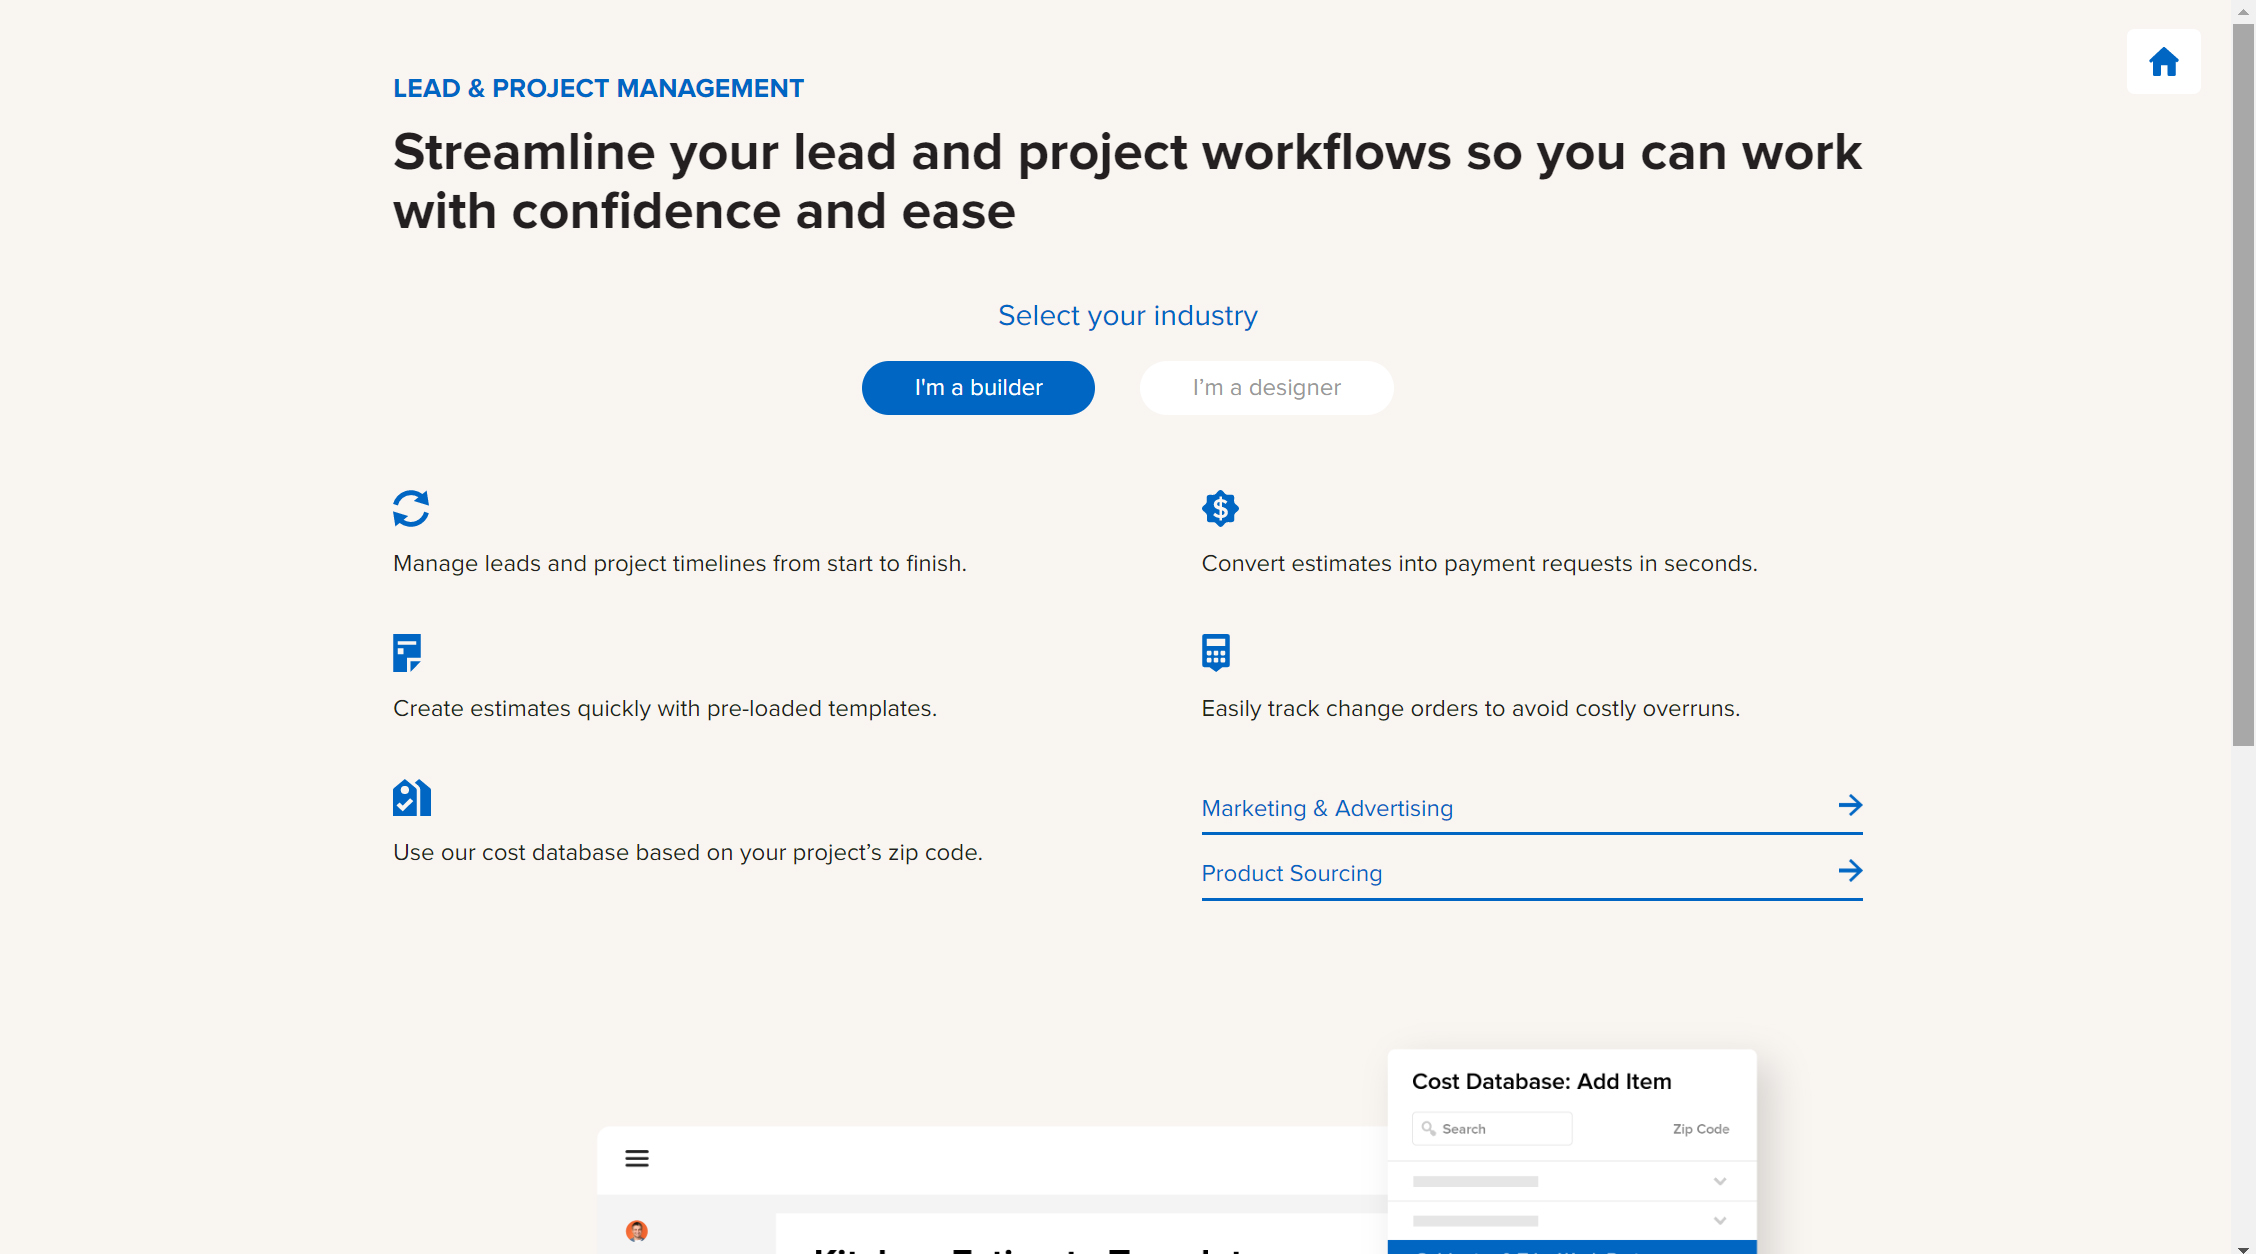 LEAD & PROJECT MANAGEMENT
Streamline your lead and project workflows so you can work
with confidence and ease
Select your industry
I'm a builder
I’m a designer
Manage leads and project timelines from start to finish.
Convert estimates into payment requests in seconds.
Create estimates quickly with pre-loaded templates.
Easily track change orders to avoid costly overruns.
Use our cost database based on your project’s zip code.
Marketing & Advertising
Product Sourcing
Cost Database: Add Item
Search
Zip Code
Kitchen Estimate Template